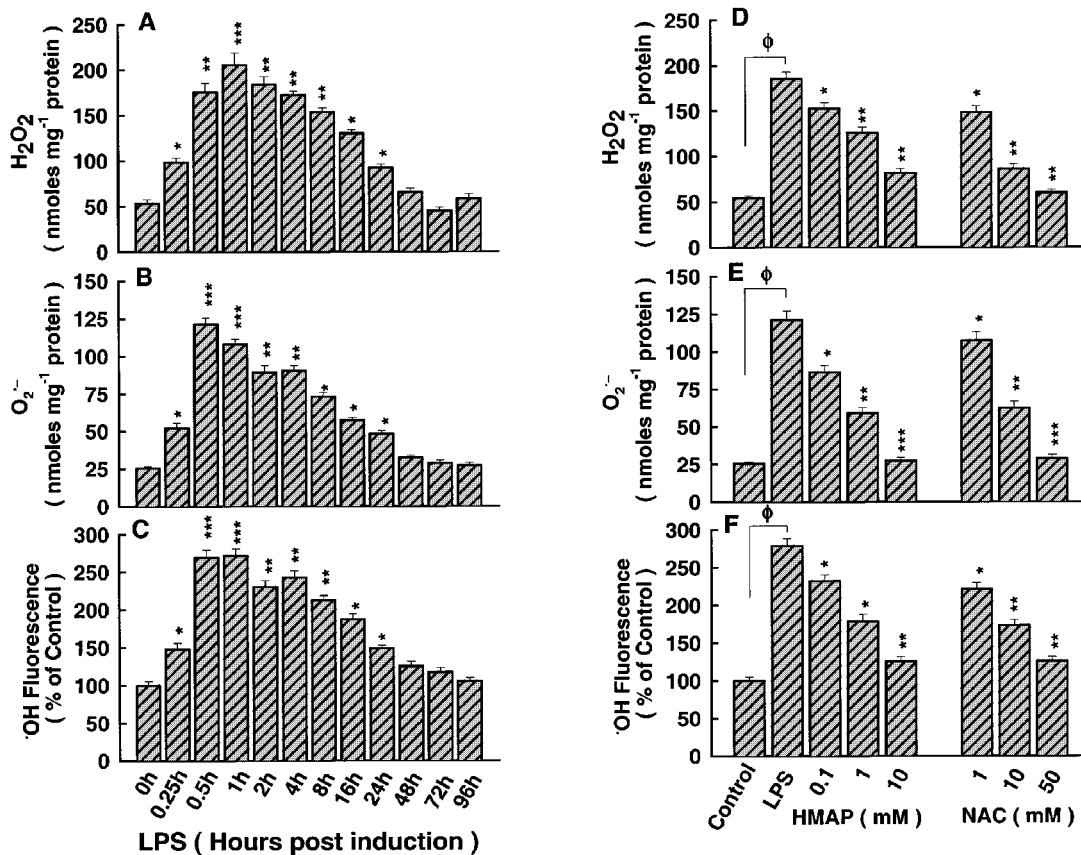 A
H2O2
( nmoles mg-1 protein )
250
200
150
100
50
0
*
**
***
**
**
**
*
*
B
O2·–
( nmoles mg-1 protein )
150
125
100
75
50
25
0
*
***
***
**
**
*
*
*
C
·OH Fluorescence
( % of Control )
300
250
200
150
100
50
0
*
***
***
**
**
**
*
*
0h
0.25h
0.5h
1h
2h
4h
8h
16h
24h
48h
72h
96h
LPS ( Hours post induction )
D
H2O2
( nmoles mg-1 protein )
250
200
150
100
50
0
ϕ
*
**
**
*
**
**
E
O2·–
( nmoles mg-1 protein )
150
125
100
75
50
25
0
ϕ
*
**
***
*
**
***
F
·OH Fluorescence
( % of Control )
300
250
200
150
100
50
0
ϕ
*
*
**
*
**
**
Control
LPS
0.1
1
10
1
10
50
HMAP ( mM )
NAC ( mM )